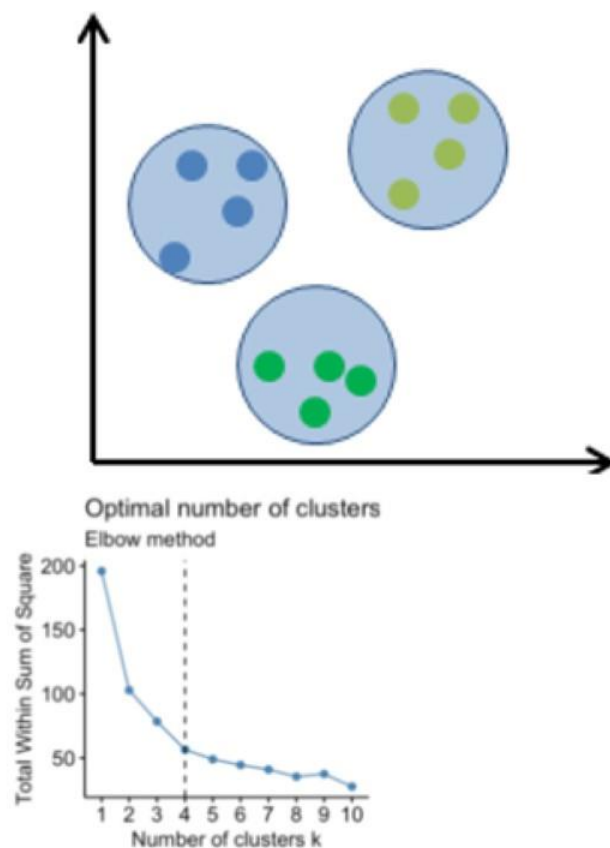 Optimal number of clusters
Elbow method
Total Within Sum of Square
200
150
100
50
1 2 3 4 5 6 7 8 9 10
Number of clusters k